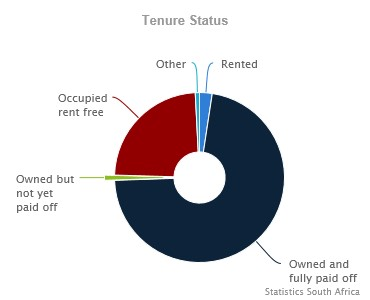 Tenure Status
Other
Rented
Occupied
rent free
Owned but
not yet
paid off
Owned and
fully paid off
Statistics South Africa